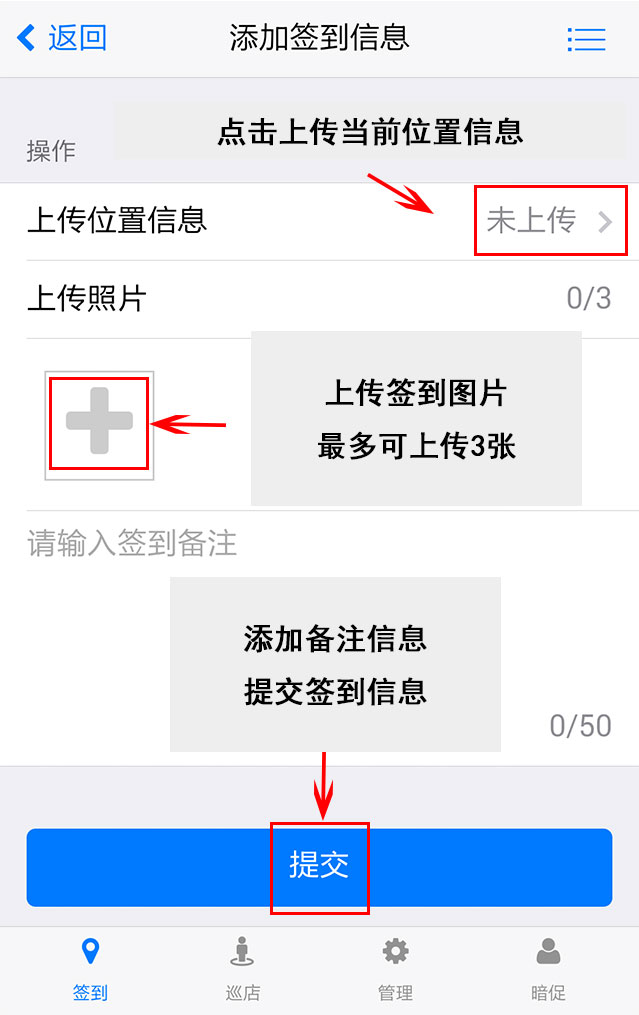 返回
添加签到信息
点击上传当前位置信息
操作
上传位置信息
未上传
上传照片
0/3
上传签到图片
最多可上传3张
请输入签到备注
添加备注信息
提交签到信息
0/50
提交
签到
巡店
管理
暗促